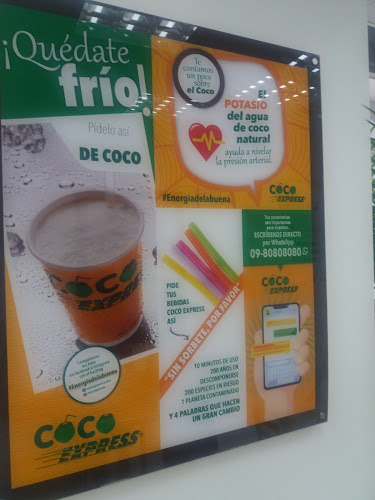 ¡Quédate
frío!
Pídelo así
DE COCO
COCO
EXPRESS
#Energiadelabuena
COCO
EXPRESS
Te
contamos un
poco
sobre
el Coco
EL
POTASIO
del agua
de coco
natural
ayuda a nivelar
la presión arterial.
#Energiadelabuena
COCO
EXPRESS
PIDE
TUS
BEBIDAS
COCO EXPRESS
ASÍ
"SIN SORBETE, POR FAVOR"
10 MINUTOS DE USO
200 AÑOS EN
DESCOMPONERSE
200 ESPECIES EN RIESGO
1 PLANETA CONTAMINADO
Y 4 PALABRAS QUE HACEN
UN GRAN CAMBIO
Tus comentarios
son importantes
para nosotros.
ESCRÍBENOS DIRECTO
por WhatsApp
09-80808080
COCO
EXPRESS